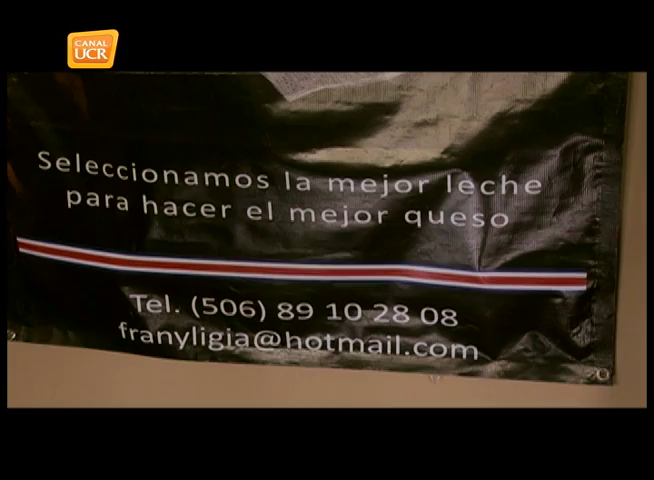 CANAL
UCR
Seleccionamos la mejor leche
para hacer el mejor queso
Tel. (506) 89 10 28 08
franyligia@hotmail.com